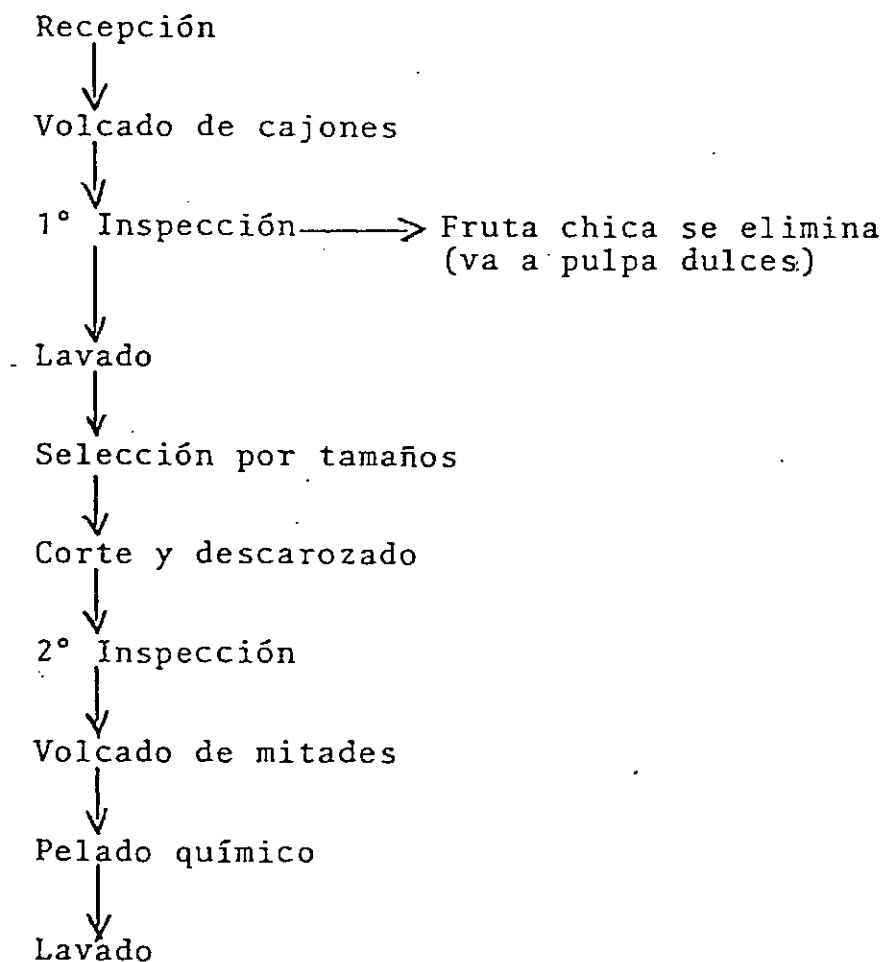 Recepción
Volcado de cajones
1° Inspección
Fruta chica se elimina
(va a pulpa dulces.)
Lavado
Selección por tamaños
Corte y descarozado
2° Inspección
Volcado de mitades
Pelado químico
Lavado